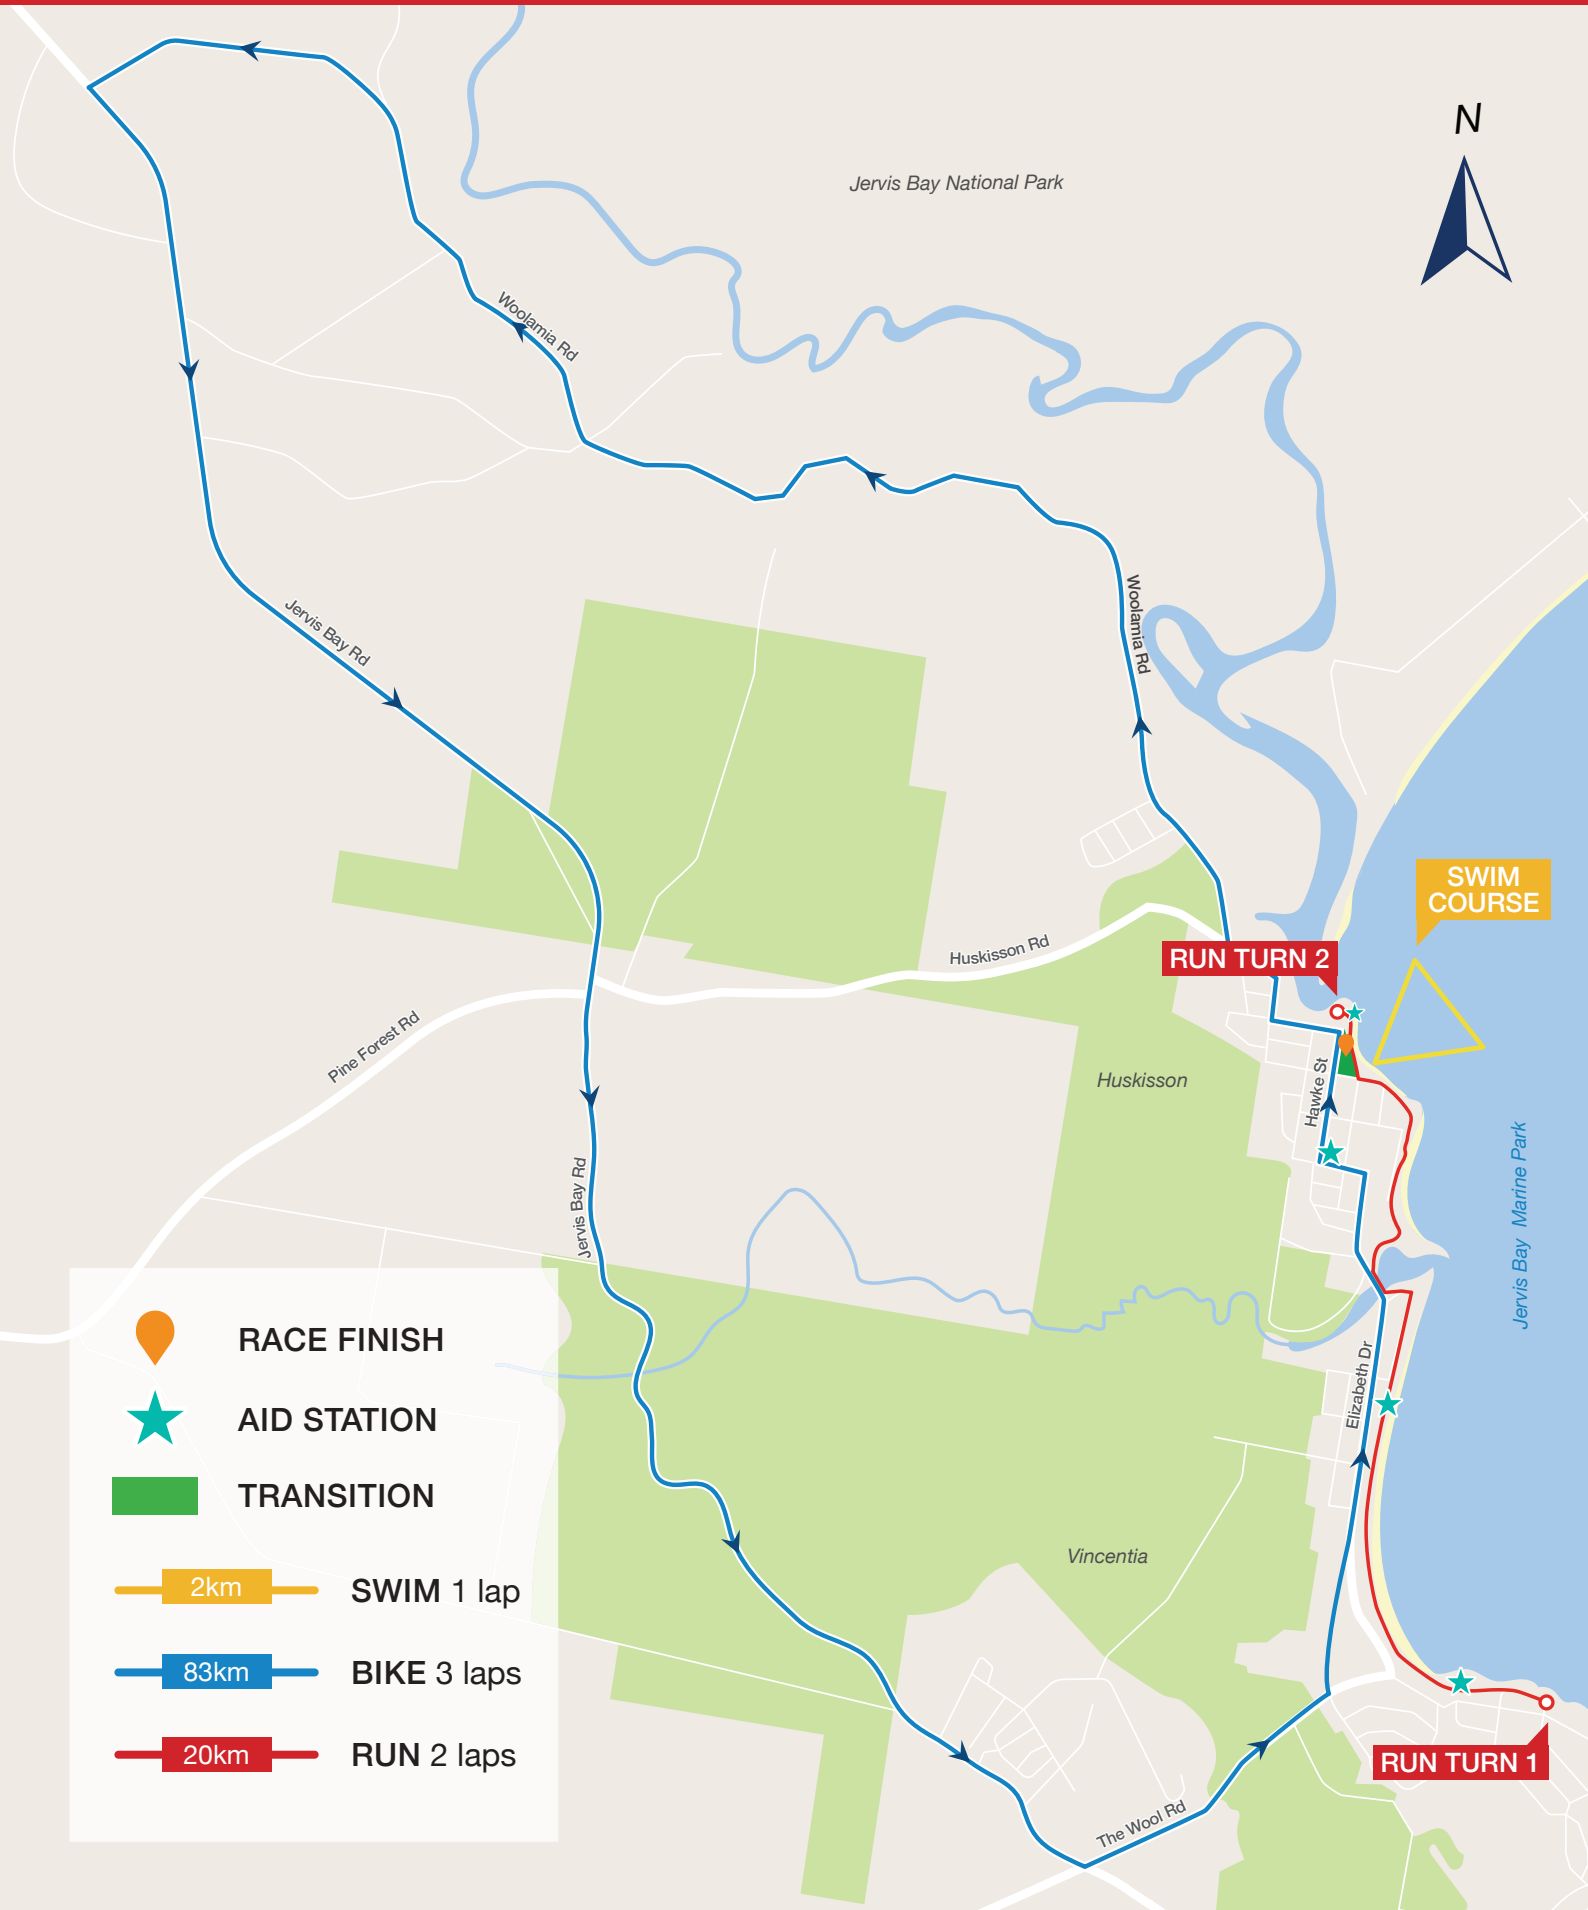 N
Jervis Bay National Park
Woolamia Rd
Jervis Bay Rd
Woolamia Rd
SWIM
COURSE
Huskisson Rd
RUN TURN 2
Pine Forest Rd
Huskisson
Hawke St
Jervis Bay Marine Park
Jervis Bay Rd
Elizabeth Dr
Vincentia
The Wool Rd
RUN TURN 1
RACE FINISH
AID STATION
TRANSITION
2km SWIM 1 lap
83km BIKE 3 laps
20km RUN 2 laps